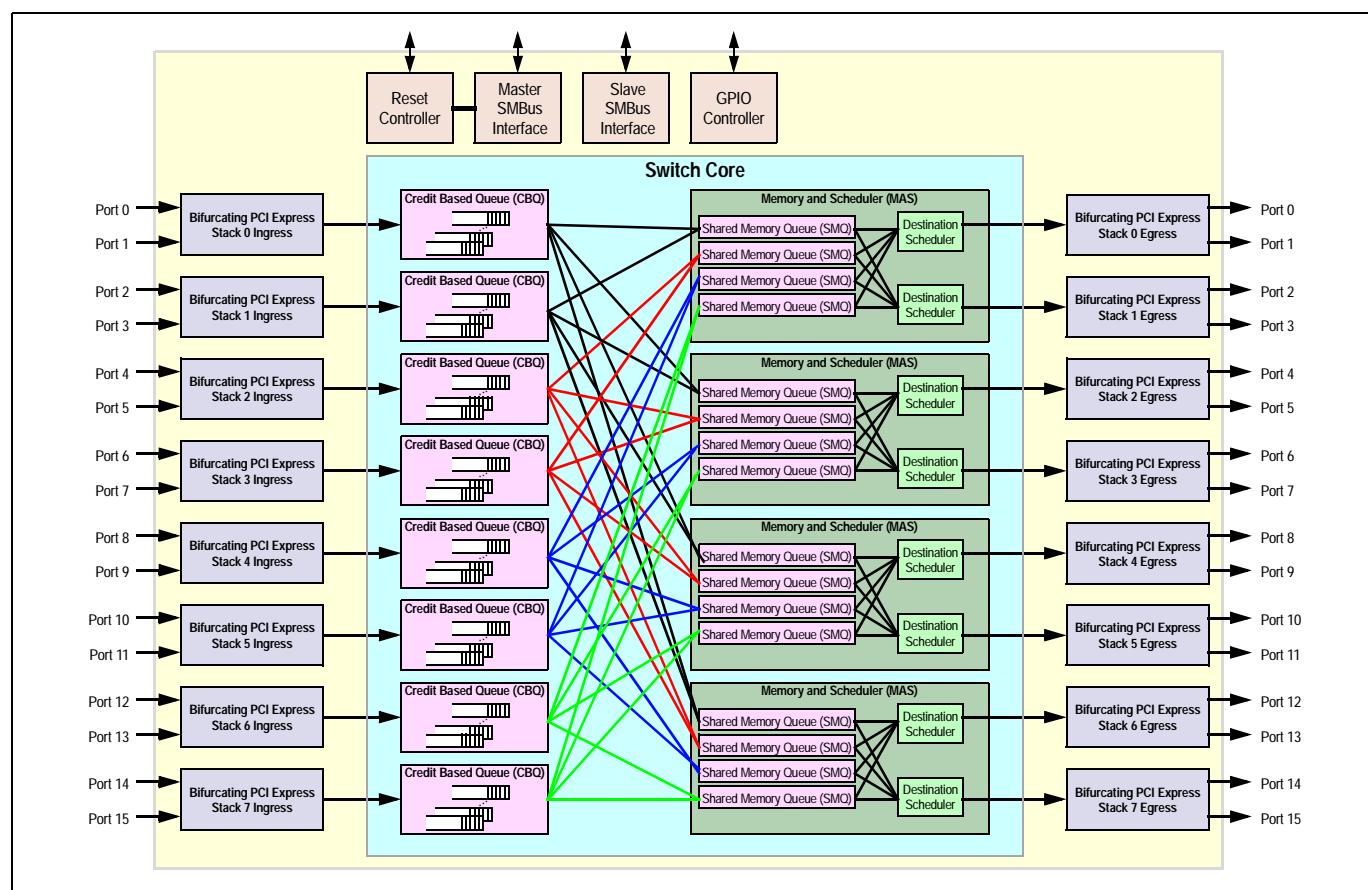 Reset
Controller
Master
SMBus
Interface
Slave
SMBus
Interface
GPIO
Controller
Switch Core
Port 0
Port 1
Bifurcating PCI Express
Stack 0 Ingress
Port 2
Port 3
Bifurcating PCI Express
Stack 1 Ingress
Port 4
Port 5
Bifurcating PCI Express
Stack 2 Ingress
Port 6
Port 7
Bifurcating PCI Express
Stack 3 Ingress
Port 8
Port 9
Bifurcating PCI Express
Stack 4 Ingress
Port 10
Port 11
Bifurcating PCI Express
Stack 5 Ingress
Port 12
Port 13
Bifurcating PCI Express
Stack 6 Ingress
Port 14
Port 15
Bifurcating PCI Express
Stack 7 Ingress
Credit Based Queue (CBQ)
Credit Based Queue (CBQ)
Credit Based Queue (CBQ)
Credit Based Queue (CBQ)
Credit Based Queue (CBQ)
Credit Based Queue (CBQ)
Credit Based Queue (CBQ)
Credit Based Queue (CBQ)
Memory and Scheduler (MAS)
Shared Memory Queue (SMQ)
Shared Memory Queue (SMQ)
Shared Memory Queue (SMQ)
Shared Memory Queue (SMQ)
Destination
Scheduler
Destination
Scheduler
Memory and Scheduler (MAS)
Shared Memory Queue (SMQ)
Shared Memory Queue (SMQ)
Shared Memory Queue (SMQ)
Shared Memory Queue (SMQ)
Destination
Scheduler
Destination
Scheduler
Memory and Scheduler (MAS)
Shared Memory Queue (SMQ)
Shared Memory Queue (SMQ)
Shared Memory Queue (SMQ)
Shared Memory Queue (SMQ)
Destination
Scheduler
Destination
Scheduler
Memory and Scheduler (MAS)
Shared Memory Queue (SMQ)
Shared Memory Queue (SMQ)
Shared Memory Queue (SMQ)
Shared Memory Queue (SMQ)
Destination
Scheduler
Destination
Scheduler
Bifurcating PCI Express
Stack 0 Egress
Port 0
Port 1
Bifurcating PCI Express
Stack 1 Egress
Port 2
Port 3
Bifurcating PCI Express
Stack 2 Egress
Port 4
Port 5
Bifurcating PCI Express
Stack 3 Egress
Port 6
Port 7
Bifurcating PCI Express
Stack 4 Egress
Port 8
Port 9
Bifurcating PCI Express
Stack 5 Egress
Port 10
Port 11
Bifurcating PCI Express
Stack 6 Egress
Port 12
Port 13
Bifurcating PCI Express
Stack 7 Egress
Port 14
Port 15